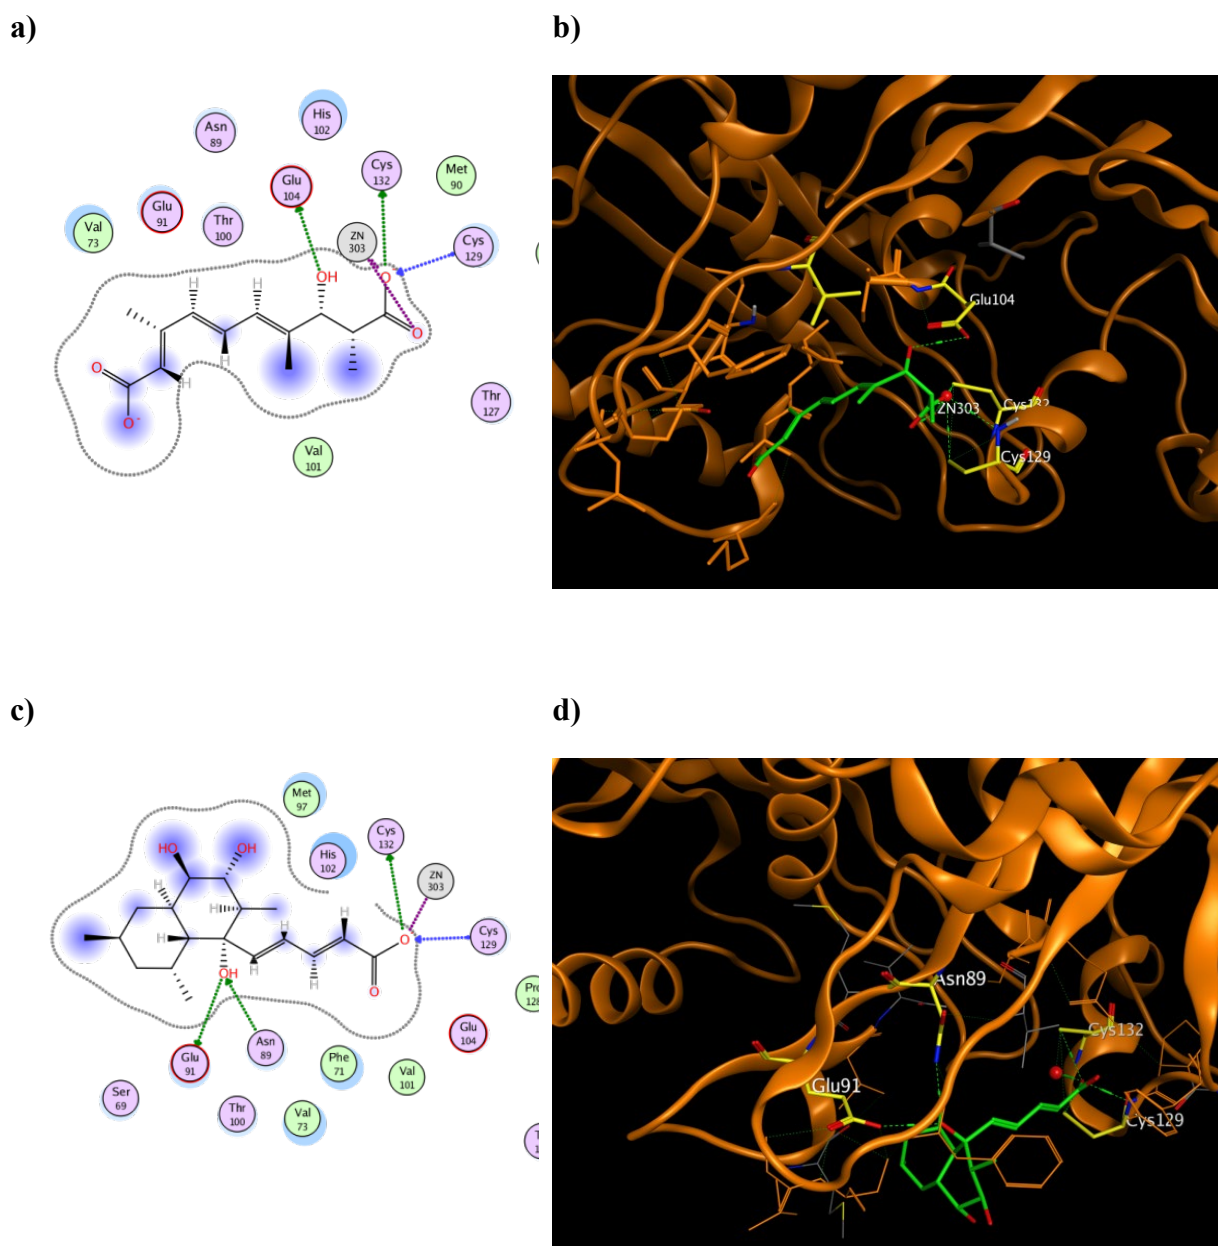 a)
b)
His
102
Asn
89
Cys
132
Met
90
Glu
104
Glu
91
Thr
100
Val
73
ZN
303
Cys
129
OH
O
O
H
H
H
H
O
O-
Thr
127
Val
101
Glu104
ZN303
Cys132
Cys129
c)
d)
Met
97
Cys
132
His
102
ZN
303
HO
OH
H
H
H
H
H
H
H
O
O
OH
Cys
129
Pro
128
Glu
104
Asn
89
Glu
91
Phe
71
Val
101
Ser
69
Thr
100
Val
73
Asn89
Glu91
Cys132
Cys129